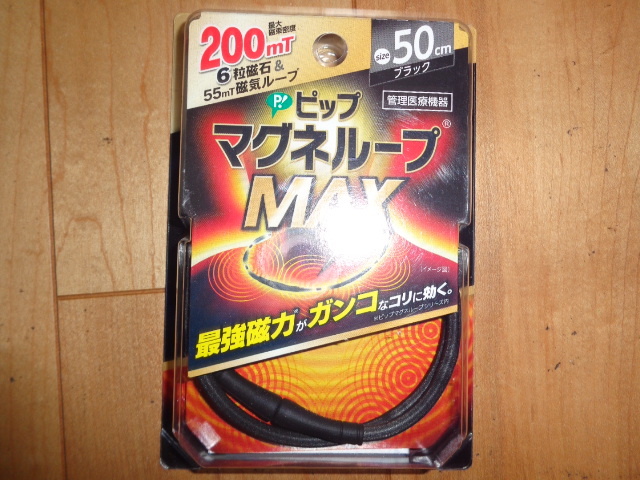 200mT 最大磁束密度
6粒磁石&
55mT磁気ループ
size 50cm
ブラック
管理医療機器
P! ピップ
マグネループ®
MAX
(イメージ図)
最強磁力*がガンコなコリに効く。
※ピップマグネループシリーズ内